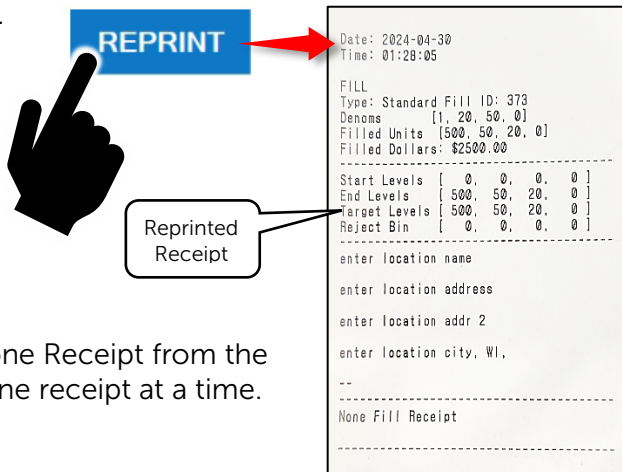 REPRINT
Date: 2024-04-30
Time: 01:28:05
FILL
Type: Standard Fill ID: 373
Denoms [1, 20, 50, 0]
Filled Units [500, 50, 20, 0]
Filled Dollars: $2500.00
Start Levels [ 0, 0, 0, 0 ]
End Levels [ 500, 50, 20, 0 ]
Target Levels [ 500, 50, 20, 0 ]
Reject Bin [ 0, 0, 0, 0 ]
enter location name
enter location address
enter location addr 2
enter location city, WI,
--
None Fill Receipt
Reprinted
Receipt
one Receipt from the
ne receipt at a time.